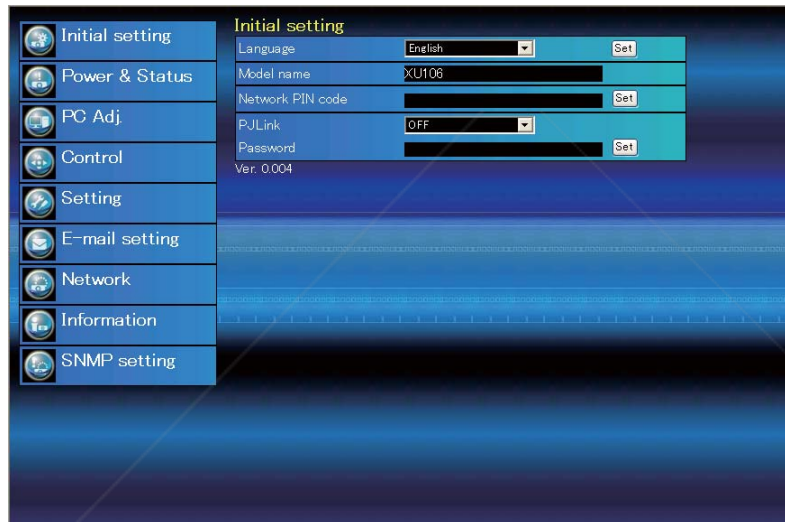 Initial setting
Power & Status
PC Adj.
Control
Setting
E-mail setting
Network
Information
SNMP setting
Initial setting
Language English Set
Model name XU106
Network PIN code Set
PJLink OFF
Password Set
Ver. 0.004